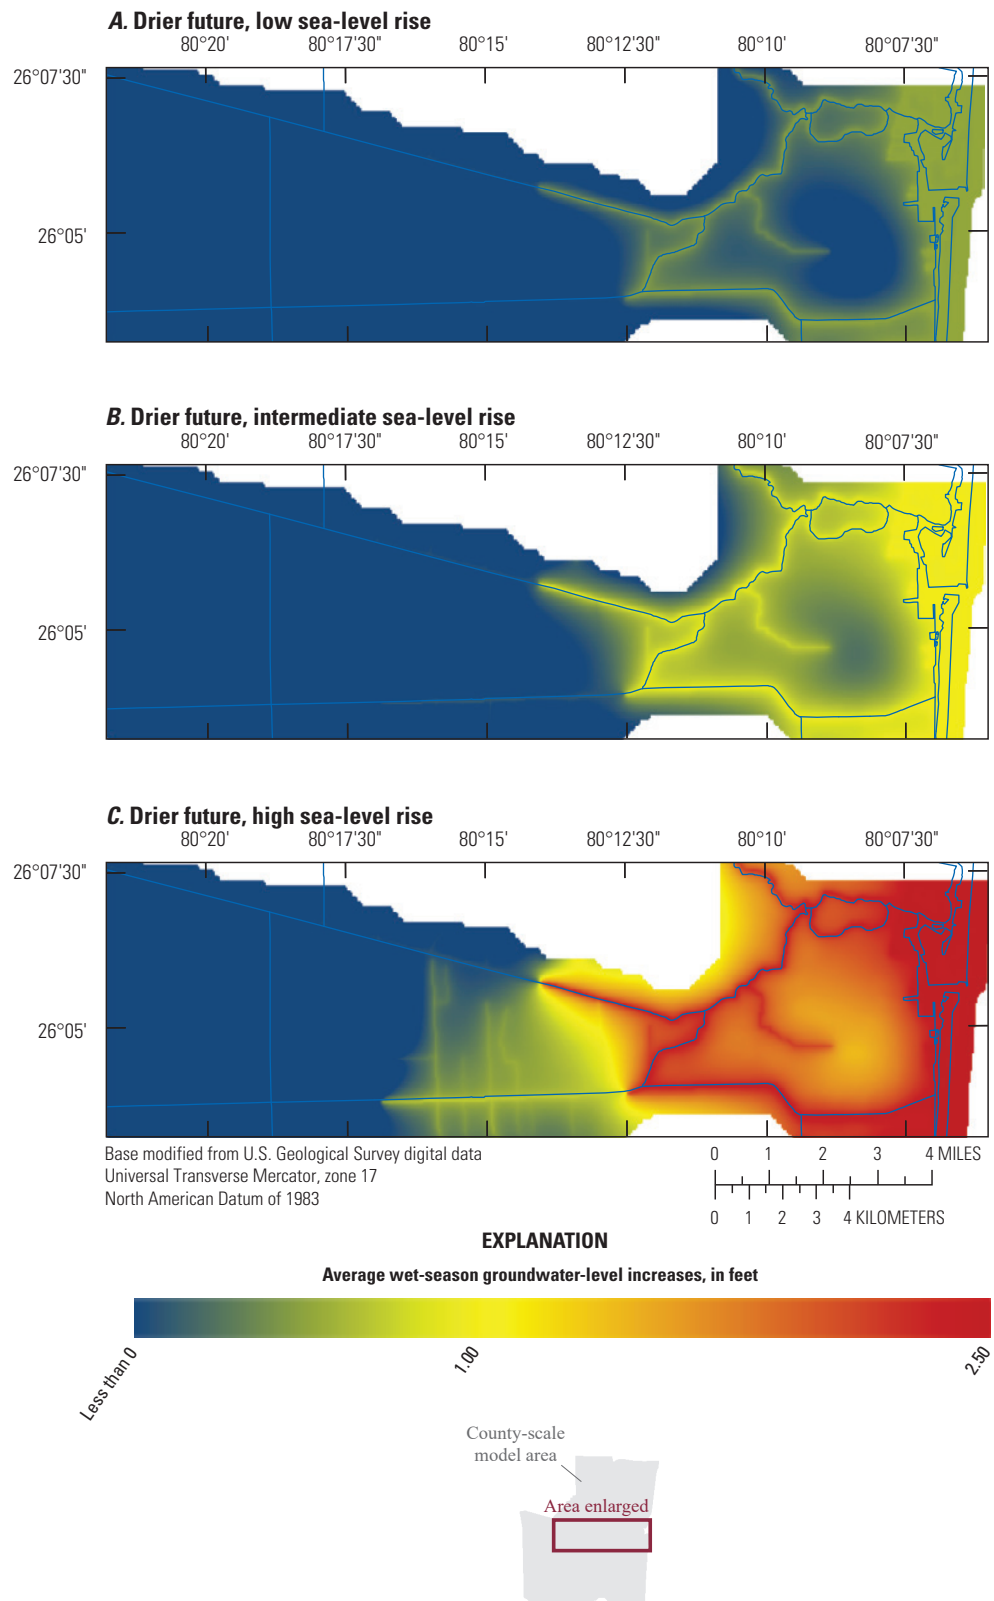 A. Drier future, low sea-level rise
80°20' 80°17'30" 80°15' 80°12'30" 80°10' 80°07'30"
26°07'30"
26°05'
B. Drier future, intermediate sea-level rise
80°20' 80°17'30" 80°15' 80°12'30" 80°10' 80°07'30"
26°07'30"
26°05'
C. Drier future, high sea-level rise
80°20' 80°17'30" 80°15' 80°12'30" 80°10' 80°07'30"
26°07'30"
26°05'
Base modified from U.S. Geological Survey digital data
Universal Transverse Mercator, zone 17
North American Datum of 1983
0 1 2 3 4 MILES
0 1 2 3 4 KILOMETERS
EXPLANATION
Average wet-season groundwater-level increases, in feet
Less than 0 1.00 2.50
County-scale
model area
Area enlarged